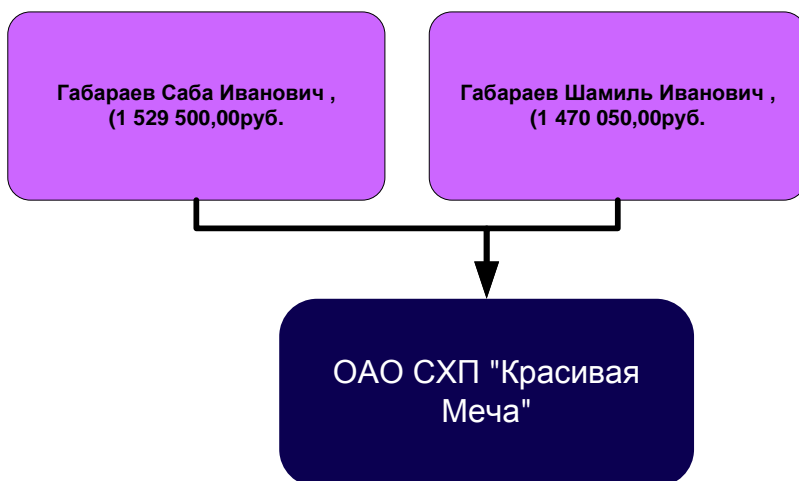 Габараев Саба Иванович ,
(1 529 500,00руб.
Габараев Шамиль Иванович ,
(1 470 050,00руб.
ОАО СХП "Красивая
Меча"